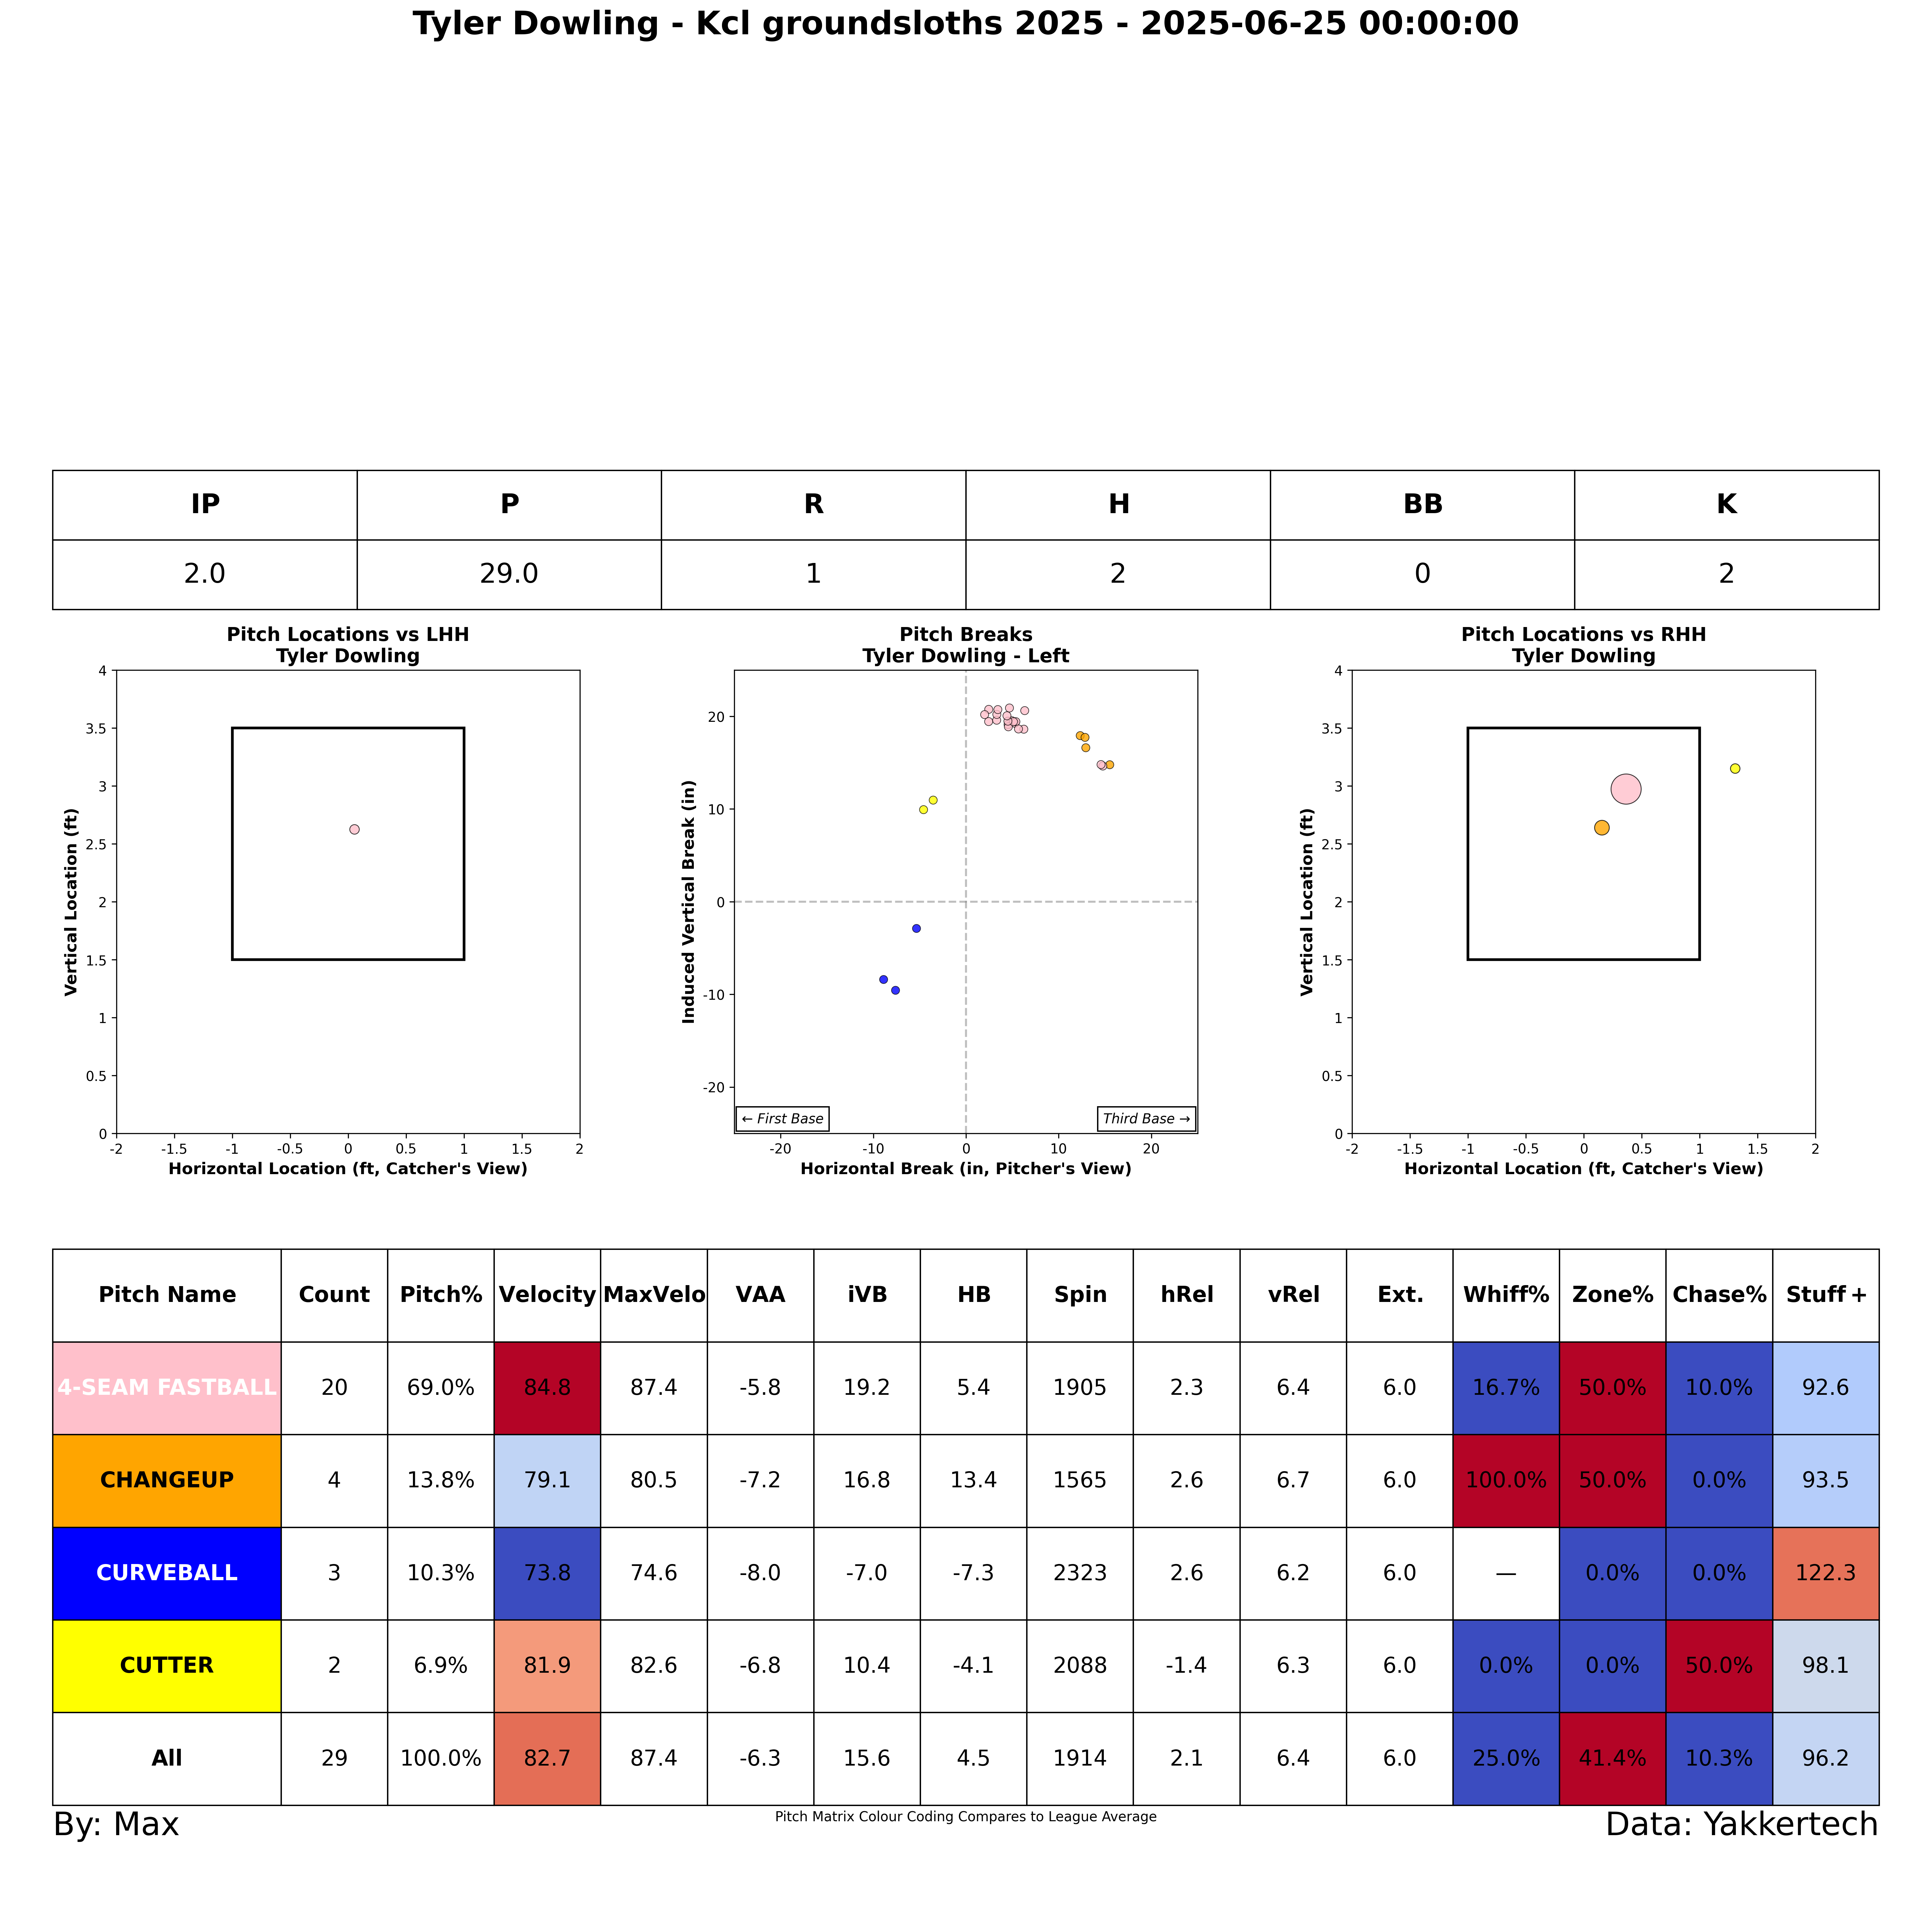 Tyler Dowling - Kcl groundsloths 2025 - 2025-06-25 00:00:00
IP P R H BB K
2.0 29.0 1 2 0 2
Pitch Locations vs LHH
Tyler Dowling
4
3.5
3
2.5
2
1.5
1
0.5
0
-2 -1.5 -1 -0.5 0 0.5 1 1.5 2
Vertical Location (ft)
Horizontal Location (ft, Catcher's View)
Pitch Breaks
Tyler Dowling - Left
20
10
0
-10
-20
← First Base Third Base →
-20 -10 0 10 20
Induced Vertical Break (in)
Horizontal Break (in, Pitcher's View)
Pitch Locations vs RHH
Tyler Dowling
4
3.5
3
2.5
2
1.5
1
0.5
0
-2 -1.5 -1 -0.5 0 0.5 1 1.5 2
Vertical Location (ft)
Horizontal Location (ft, Catcher's View)
Pitch Name Count Pitch% Velocity MaxVelo VAA iVB HB Spin hRel vRel Ext. Whiff% Zone% Chase% Stuff+
4-SEAM FASTBALL 20 69.0% 84.8 87.4 -5.8 19.2 5.4 1905 2.3 6.4 6.0 16.7% 50.0% 10.0% 92.6
CHANGEUP 4 13.8% 79.1 80.5 -7.2 16.8 13.4 1565 2.6 6.7 6.0 100.0% 50.0% 0.0% 93.5
CURVEBALL 3 10.3% 73.8 74.6 -8.0 -7.0 -7.3 2323 2.6 6.2 6.0 — 0.0% 0.0% 122.3
CUTTER 2 6.9% 81.9 82.6 -6.8 10.4 -4.1 2088 -1.4 6.3 6.0 0.0% 0.0% 50.0% 98.1
All 29 100.0% 82.7 87.4 -6.3 15.6 4.5 1914 2.1 6.4 6.0 25.0% 41.4% 10.3% 96.2
By: Max
Pitch Matrix Colour Coding Compares to League Average
Data: Yakkertech